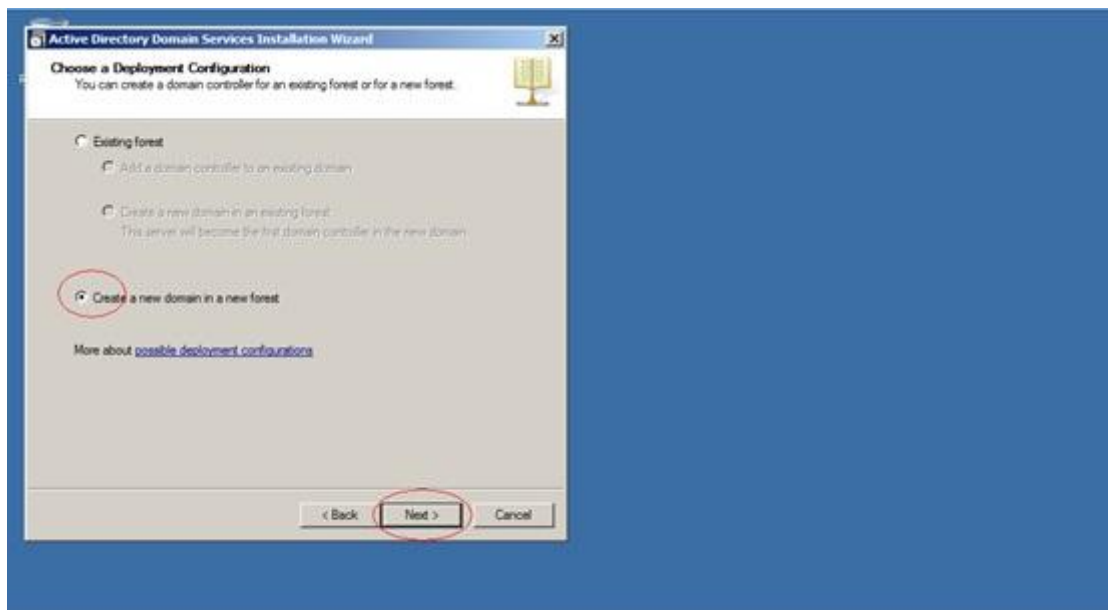 Active Directory Domain Services Installation Wizard
Choose a Deployment Configuration
You can create a domain controller for an existing forest or for a new forest.
Existing forest
Add a domain controller to an existing domain
Create a new domain in an existing forest
This server will become the first domain controller in the new domain.
Create a new domain in a new forest
More about possible deployment configurations
< Back
Next >
Cancel